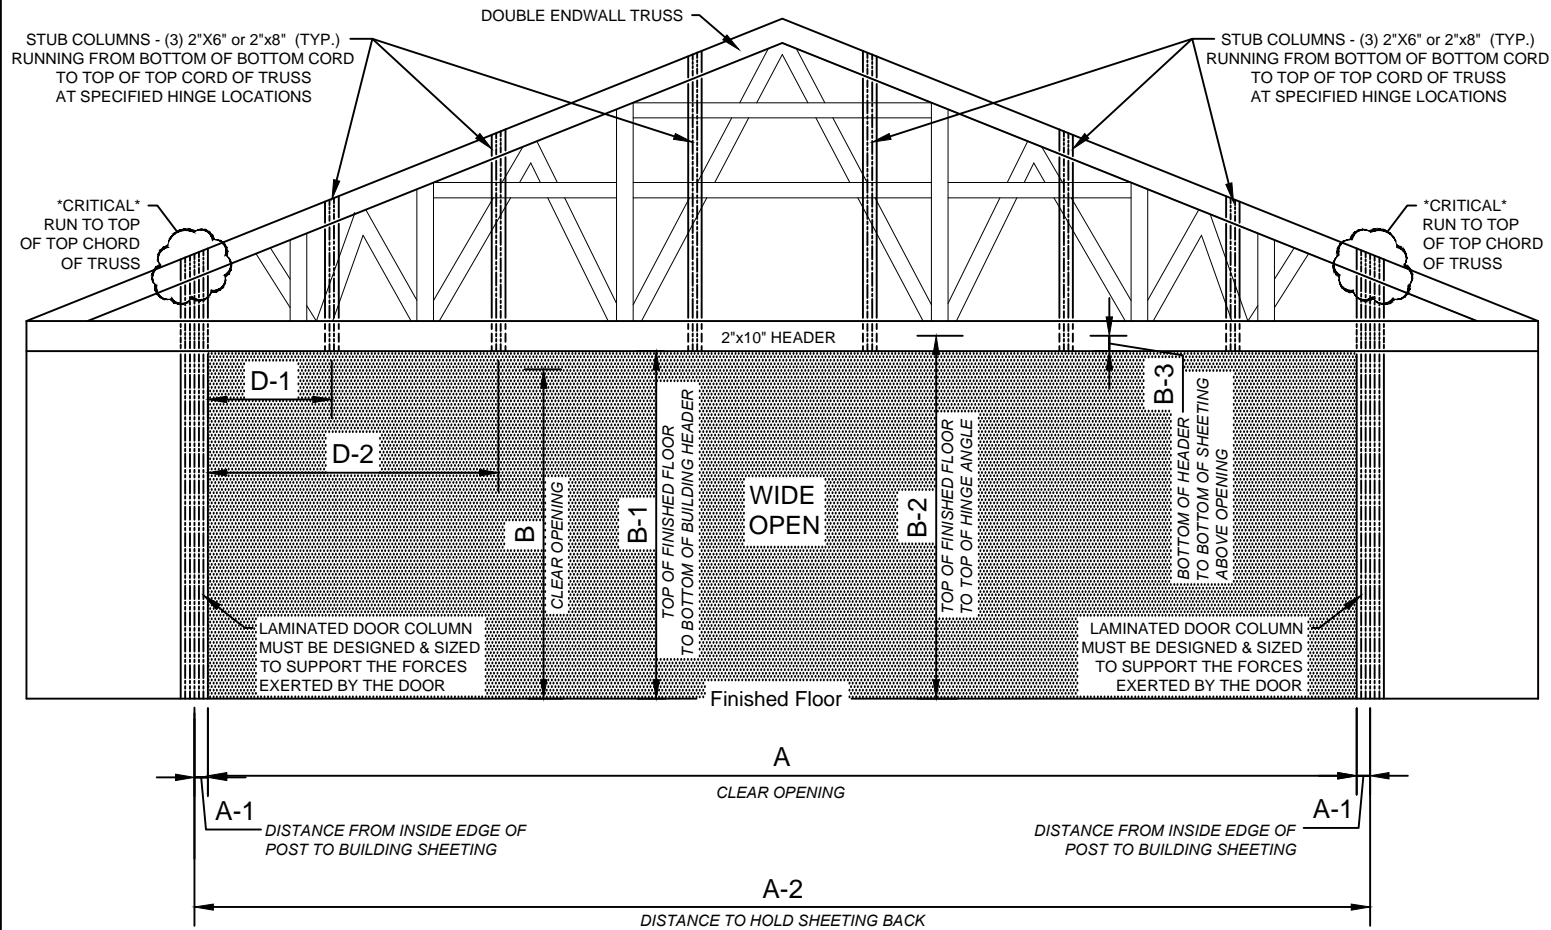 DOUBLE ENDWALL TRUSS
STUB COLUMNS - (3) 2"X6" or 2"x8" (TYP.)
RUNNING FROM BOTTOM OF BOTTOM CORD
TO TOP OF TOP CORD OF TRUSS
AT SPECIFIED HINGE LOCATIONS
STUB COLUMNS - (3) 2"X6" or 2"x8" (TYP.)
RUNNING FROM BOTTOM OF BOTTOM CORD
TO TOP OF TOP CORD OF TRUSS
AT SPECIFIED HINGE LOCATIONS
*CRITICAL*
RUN TO TOP
OF TOP CHORD
OF TRUSS
*CRITICAL*
RUN TO TOP
OF TOP CHORD
OF TRUSS
2"x10" HEADER
D-1
D-2
B
CLEAR OPENING
B-1
TOP OF FINISHED FLOOR
TO BOTTOM OF BUILDING HEADER
WIDE
OPEN
B-2
TOP OF FINISHED FLOOR
TO TOP OF HINGE ANGLE
B-3
BOTTOM OF HEADER
TO BOTTOM OF SHEETING
ABOVE OPENING
LAMINATED DOOR COLUMN
MUST BE DESIGNED & SIZED
TO SUPPORT THE FORCES
EXERTED BY THE DOOR
LAMINATED DOOR COLUMN
MUST BE DESIGNED & SIZED
TO SUPPORT THE FORCES
EXERTED BY THE DOOR
Finished Floor
A
CLEAR OPENING
A-1
DISTANCE FROM INSIDE EDGE OF
POST TO BUILDING SHEETING
A-1
DISTANCE FROM INSIDE EDGE OF
POST TO BUILDING SHEETING
A-2
DISTANCE TO HOLD SHEETING BACK